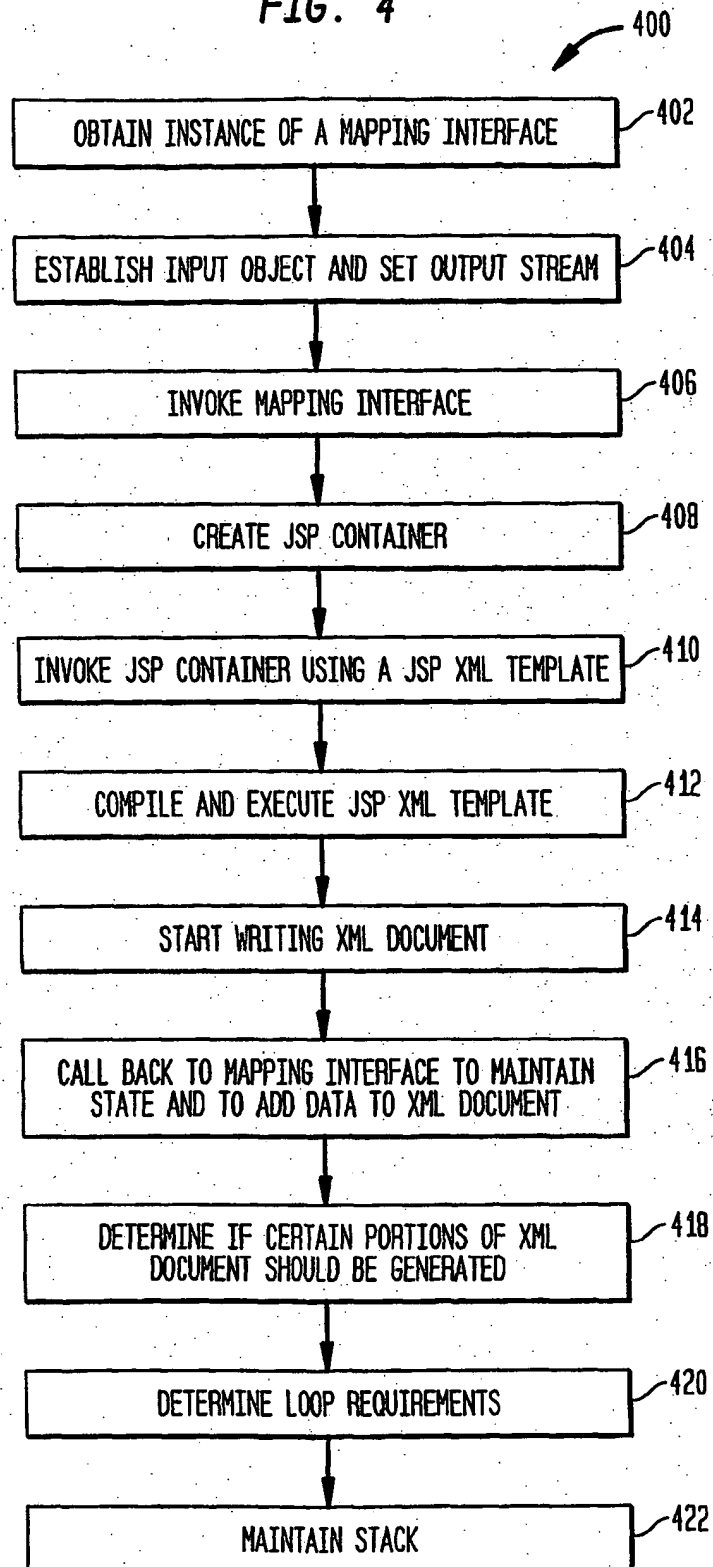 FIG. 4
400
OBTAIN INSTANCE OF A MAPPING INTERFACE
402
ESTABLISH INPUT OBJECT AND SET OUTPUT STREAM
404
INVOKE MAPPING INTERFACE
406
CREATE JSP CONTAINER
408
INVOKE JSP CONTAINER USING A JSP XML TEMPLATE
410
COMPILE AND EXECUTE JSP XML TEMPLATE
412
START WRITING XML DOCUMENT
414
CALL BACK TO MAPPING INTERFACE TO MAINTAIN
STATE AND TO ADD DATA TO XML DOCUMENT
416
DETERMINE IF CERTAIN PORTIONS OF XML
DOCUMENT SHOULD BE GENERATED
418
DETERMINE LOOP REQUIREMENTS
420
MAINTAIN STACK
422